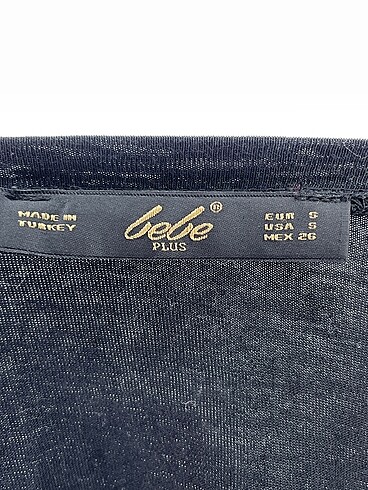 MADE IN
TURKEY
bebe®
PLUS
EUR S
USA S
MEX 26